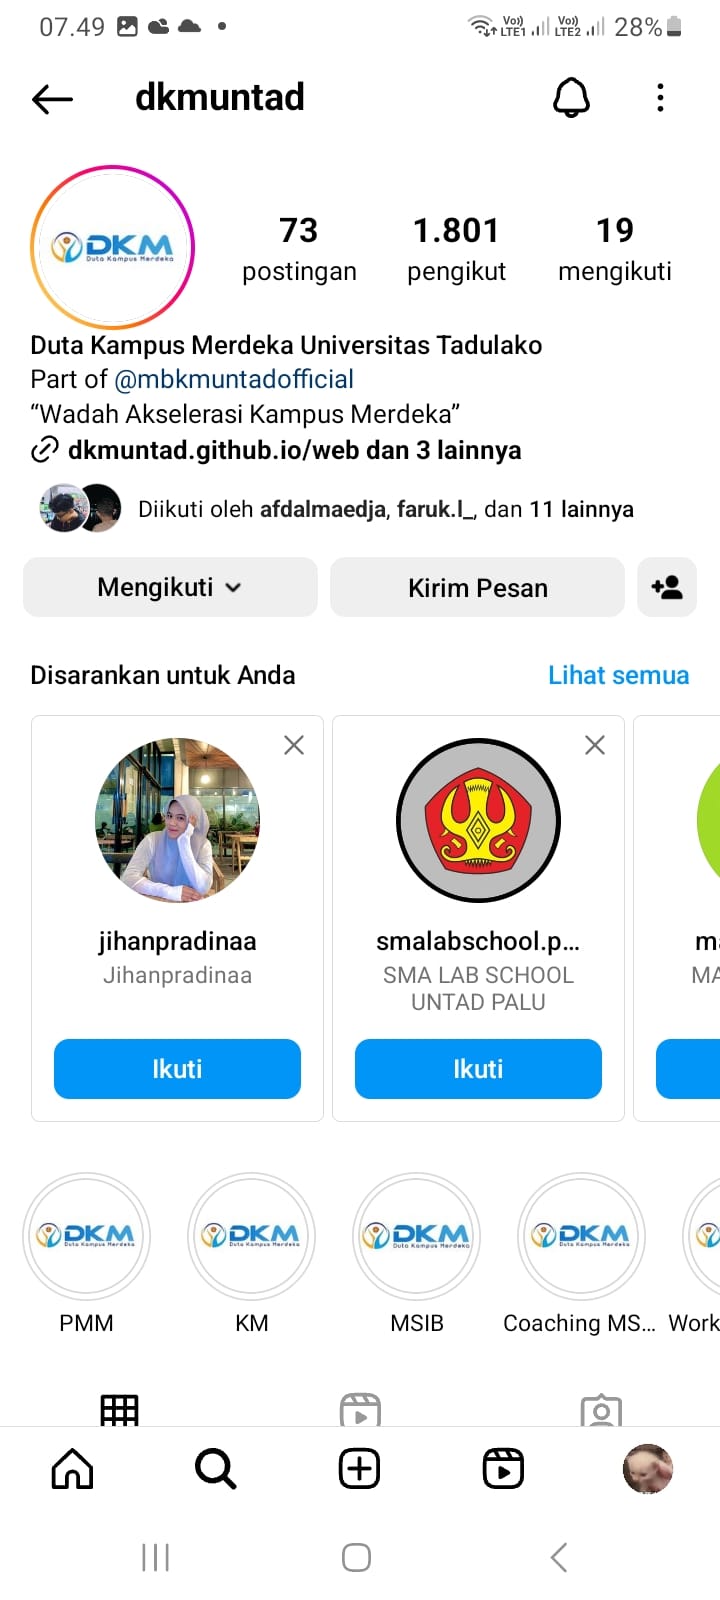 07.49
Vo)) LTE1 Vo)) LTE2 28%
dkmuntad
DKM
Duta Kampus Merdeka
73 1.801 19
postingan pengikut mengikuti
Duta Kampus Merdeka Universitas Tadulako
Part of @mbkmuntadofficial
“Wadah Akselerasi Kampus Merdeka”
dkmuntad.github.io/web dan 3 lainnya
Diikuti oleh afdalmaedja, faruk.l_, dan 11 lainnya
Mengikuti Kirim Pesan
Disarankan untuk Anda Lihat semua
jihanpradinaa smalabschool.p... ma
Jihanpradinaa SMA LAB SCHOOL UNTAD PALU MA
Ikuti Ikuti
DKM DKM DKM DKM
Duta Kampus Merdeka Duta Kampus Merdeka Duta Kampus Merdeka Duta Kampus Merdeka
PMM KM MSIB Coaching MS... Work